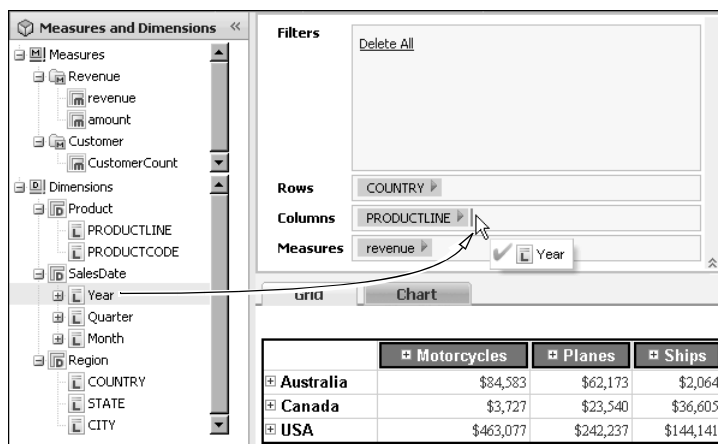 Measures and Dimensions «
Measures
Revenue
revenue
amount
Customer
CustomerCount
Dimensions
Product
PRODUCTLINE
PRODUCTCODE
SalesDate
Year
Quarter
Month
Region
COUNTRY
STATE
CITY
Filters
Delete All
Rows COUNTRY
Columns PRODUCTLINE
Measures revenue
Year
Grid Chart
Motorcycles Planes Ships
Australia $84,583 $62,173 $2,064
Canada $3,727 $23,540 $36,605
USA $463,077 $242,237 $144,141